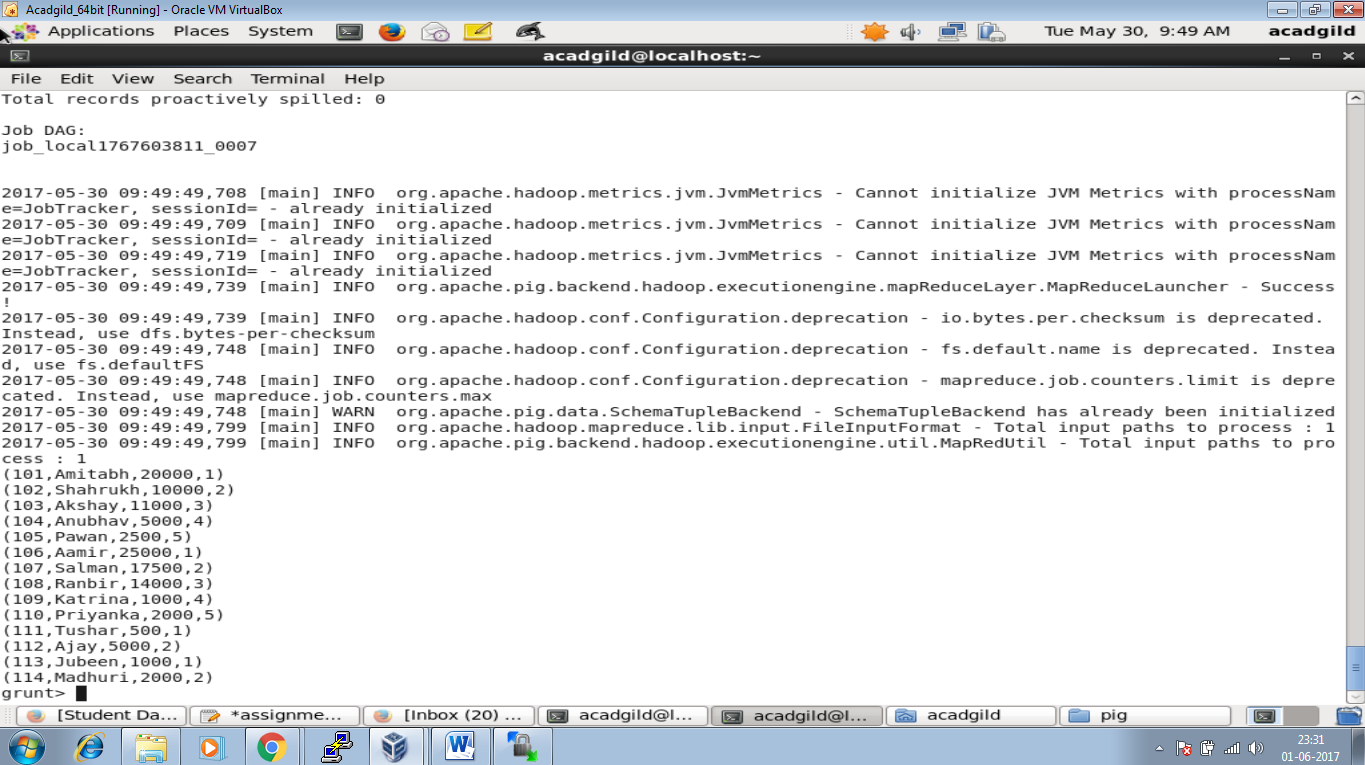 Acadgild_64bit [Running] - Oracle VM VirtualBox
Applications Places System Tue May 30, 9:49 AM acadgild
acadgild@localhost:~
File Edit View Search Terminal Help
Total records proactively spilled: 0
Job DAG:
job_local1767603811_0007
2017-05-30 09:49:49,708 [main] INFO  org.apache.hadoop.metrics.jvm.JvmMetrics - Cannot initialize JVM Metrics with processNam
e=JobTracker, sessionId= - already initialized
2017-05-30 09:49:49,709 [main] INFO  org.apache.hadoop.metrics.jvm.JvmMetrics - Cannot initialize JVM Metrics with processNam
e=JobTracker, sessionId= - already initialized
2017-05-30 09:49:49,719 [main] INFO  org.apache.hadoop.metrics.jvm.JvmMetrics - Cannot initialize JVM Metrics with processNam
e=JobTracker, sessionId= - already initialized
2017-05-30 09:49:49,739 [main] INFO  org.apache.pig.backend.hadoop.executionengine.mapReduceLayer.MapReduceLauncher - Success
!
2017-05-30 09:49:49,739 [main] INFO  org.apache.hadoop.conf.Configuration.deprecation - io.bytes.per.checksum is deprecated.
Instead, use dfs.bytes-per-checksum
2017-05-30 09:49:49,748 [main] INFO  org.apache.hadoop.conf.Configuration.deprecation - fs.default.name is deprecated. Instea
d, use fs.defaultFS
2017-05-30 09:49:49,748 [main] INFO  org.apache.hadoop.conf.Configuration.deprecation - mapreduce.job.counters.limit is depre
cated. Instead, use mapreduce.job.counters.max
2017-05-30 09:49:49,748 [main] WARN  org.apache.pig.data.SchemaTupleBackend - SchemaTupleBackend has already been initialized
2017-05-30 09:49:49,799 [main] INFO  org.apache.hadoop.mapreduce.lib.input.FileInputFormat - Total input paths to process : 1
2017-05-30 09:49:49,799 [main] INFO  org.apache.pig.backend.hadoop.executionengine.util.MapRedUtil - Total input paths to pro
cess : 1
(101,Amitabh,20000,1)
(102,Shahrukh,10000,2)
(103,Akshay,11000,3)
(104,Anubhav,5000,4)
(105,Pawan,2500,5)
(106,Aamir,25000,1)
(107,Salman,17500,2)
(108,Ranbir,14000,3)
(109,Katrina,1000,4)
(110,Priyanka,2000,5)
(111,Tushar,500,1)
(112,Ajay,5000,2)
(113,Jubeen,1000,1)
(114,Madhuri,2000,2)
grunt>
[Student Da... *assignme... [Inbox (20) ... acadgild@l... acadgild@l... acadgild pig
23:31
01-06-2017